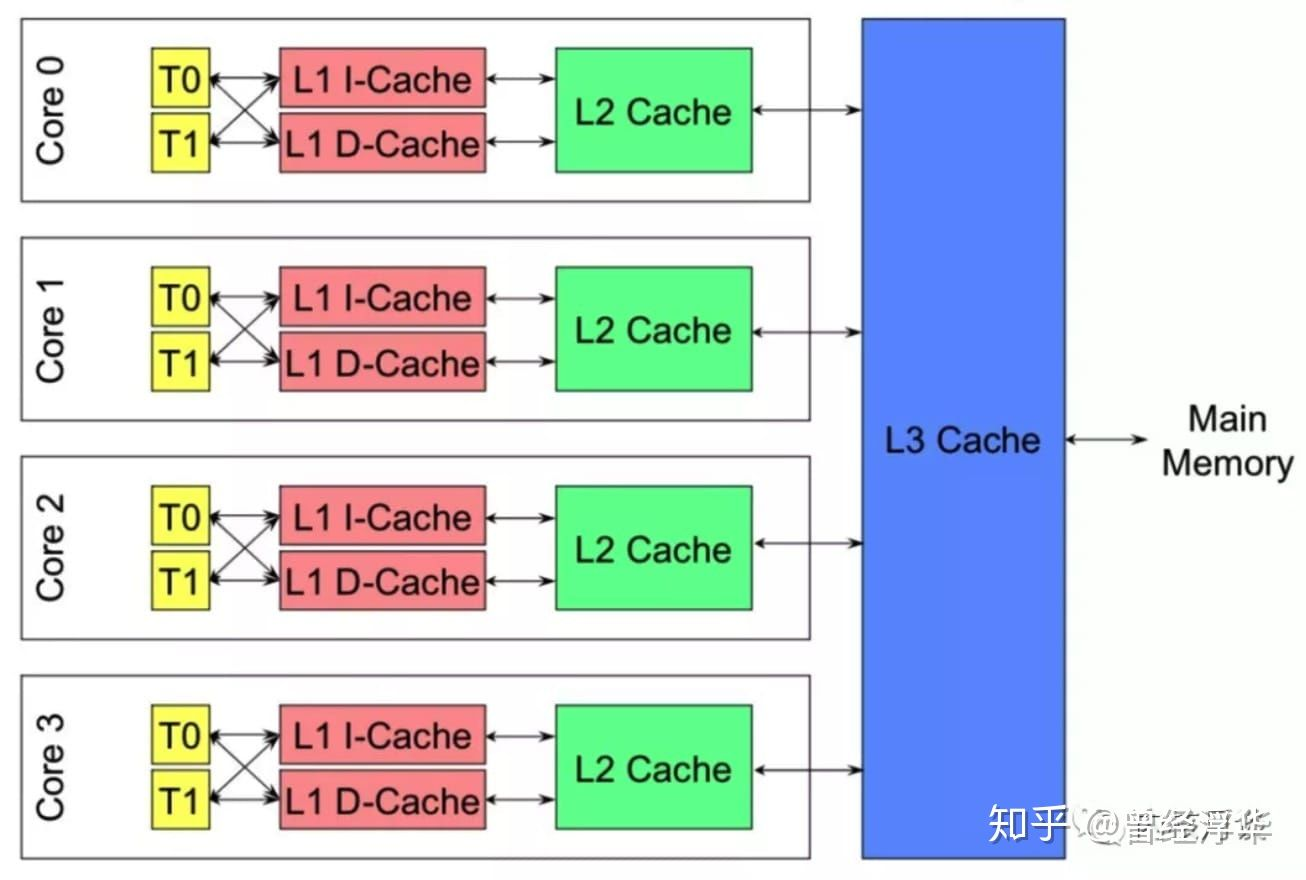 Core 0
T0
T1
L1 I-Cache
L1 D-Cache
L2 Cache
Core 1
T0
T1
L1 I-Cache
L1 D-Cache
L2 Cache
Core 2
T0
T1
L1 I-Cache
L1 D-Cache
L2 Cache
Core 3
T0
T1
L1 I-Cache
L1 D-Cache
L2 Cache
L3 Cache
Main
Memory
知乎 @曾经浮华